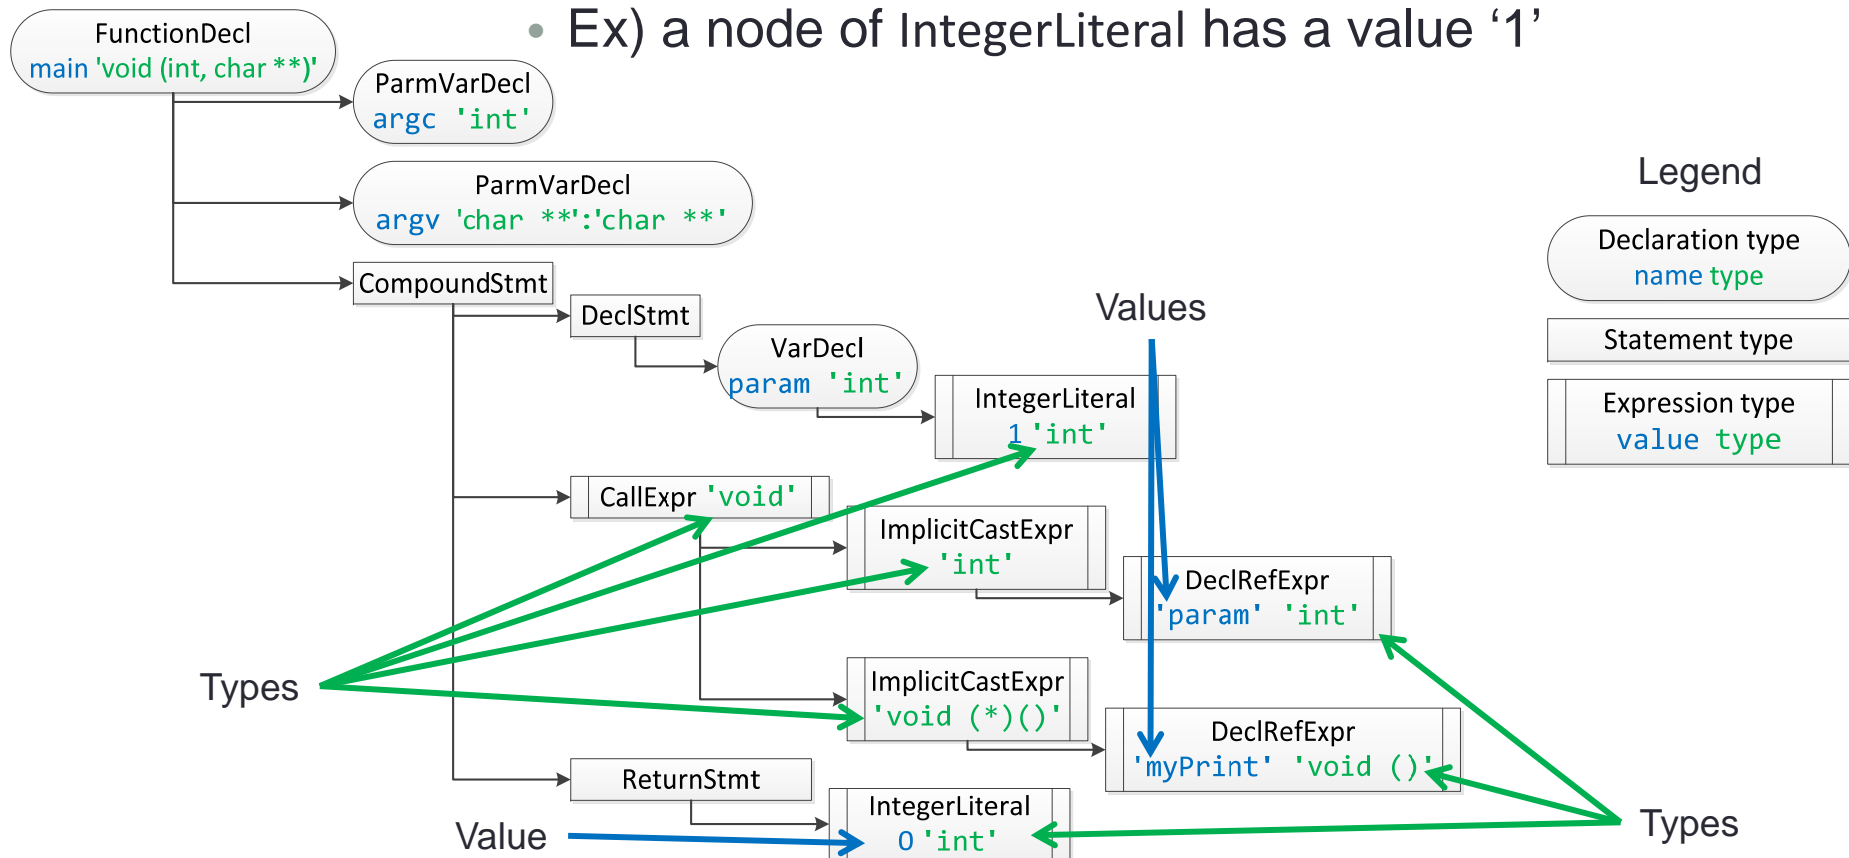 • Ex) a node of IntegerLiteral has a value ‘1’
FunctionDecl
main 'void (int, char **)'
ParmVarDecl
argc 'int'
ParmVarDecl
argv 'char **':'char **'
CompoundStmt
DeclStmt
VarDecl
param 'int'
IntegerLiteral
1 'int'
CallExpr 'void'
ImplicitCastExpr
'int'
DeclRefExpr
'param' 'int'
ImplicitCastExpr
'void (*)()'
DeclRefExpr
'myPrint' 'void ()'
ReturnStmt
IntegerLiteral
0 'int'
Values
Types
Value
Types
Legend
Declaration type
name type
Statement type
Expression type
value type